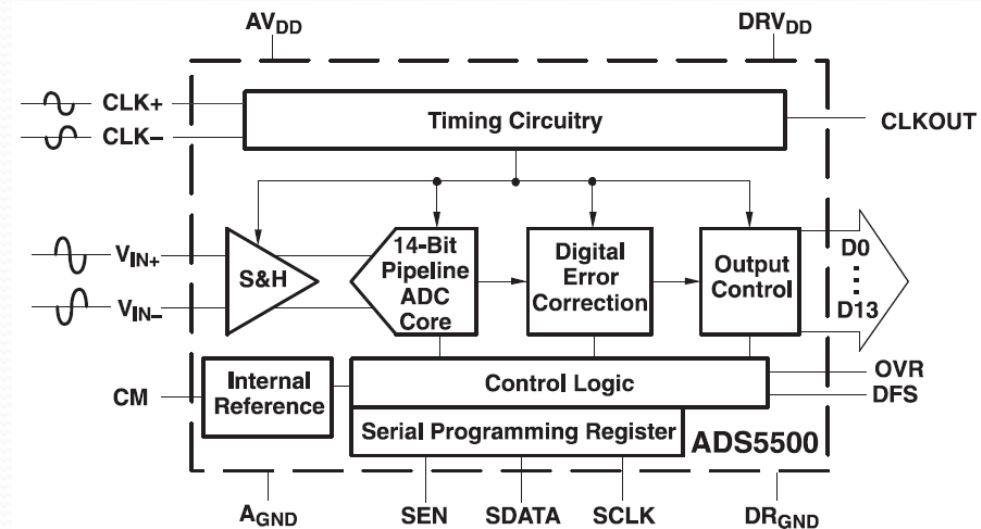 AVDD
DRVDD
CLK+
CLK–
Timing Circuitry
CLKOUT
VIN+
VIN–
S&H
14-Bit
Pipeline
ADC
Core
Digital
Error
Correction
Output
Control
D0
D13
CM
Internal
Reference
Control Logic
OVR
DFS
Serial Programming Register
ADS5500
AGND
SEN
SDATA
SCLK
DRGND